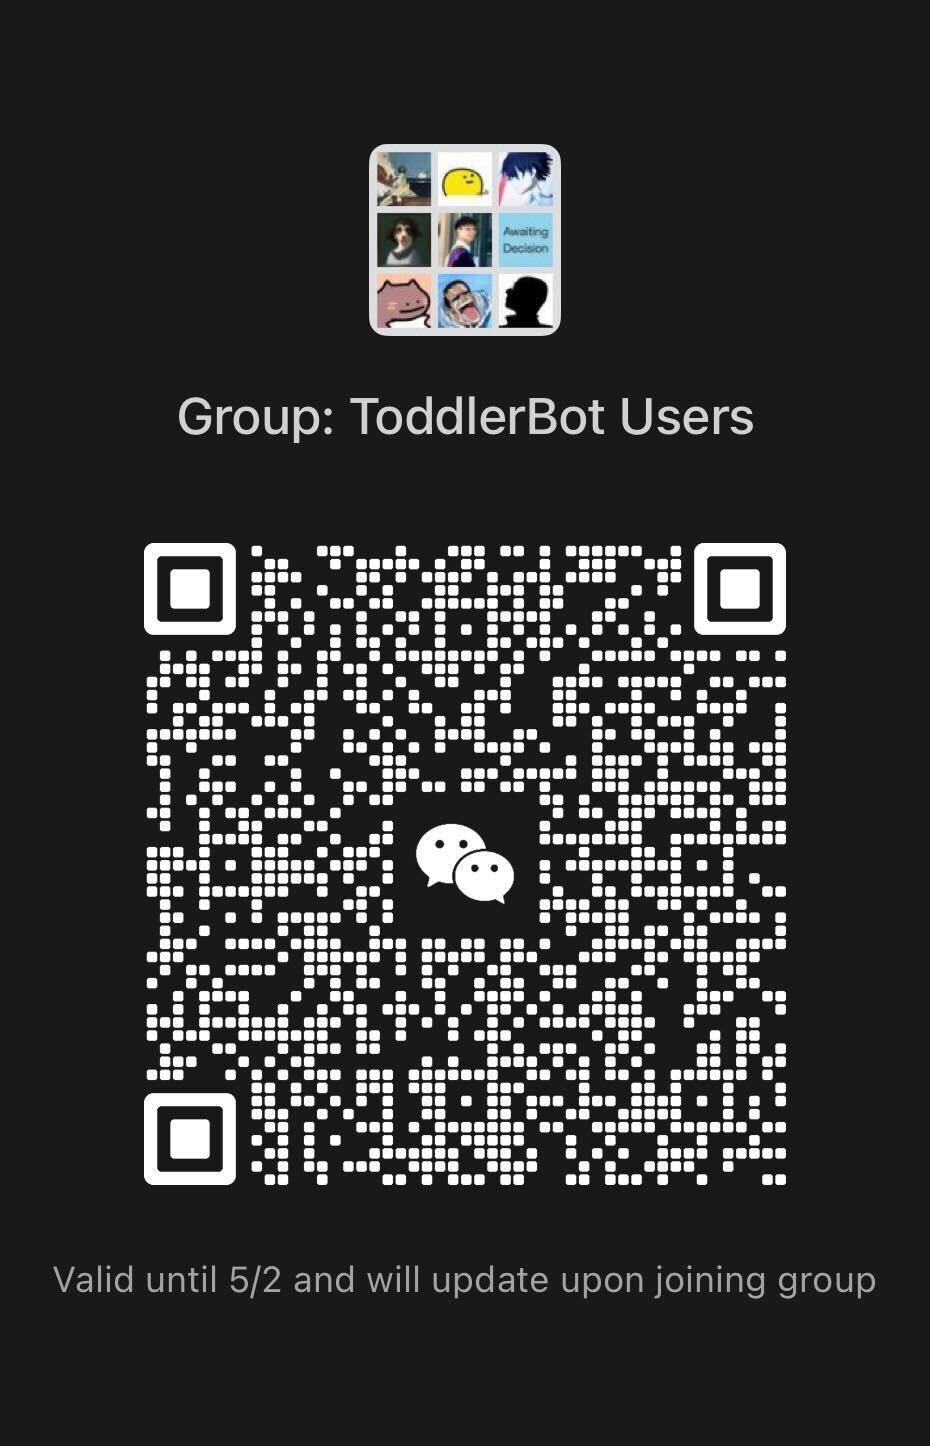 Awaiting
Decision
Group: ToddlerBot Users
Valid until 5/2 and will update upon joining group